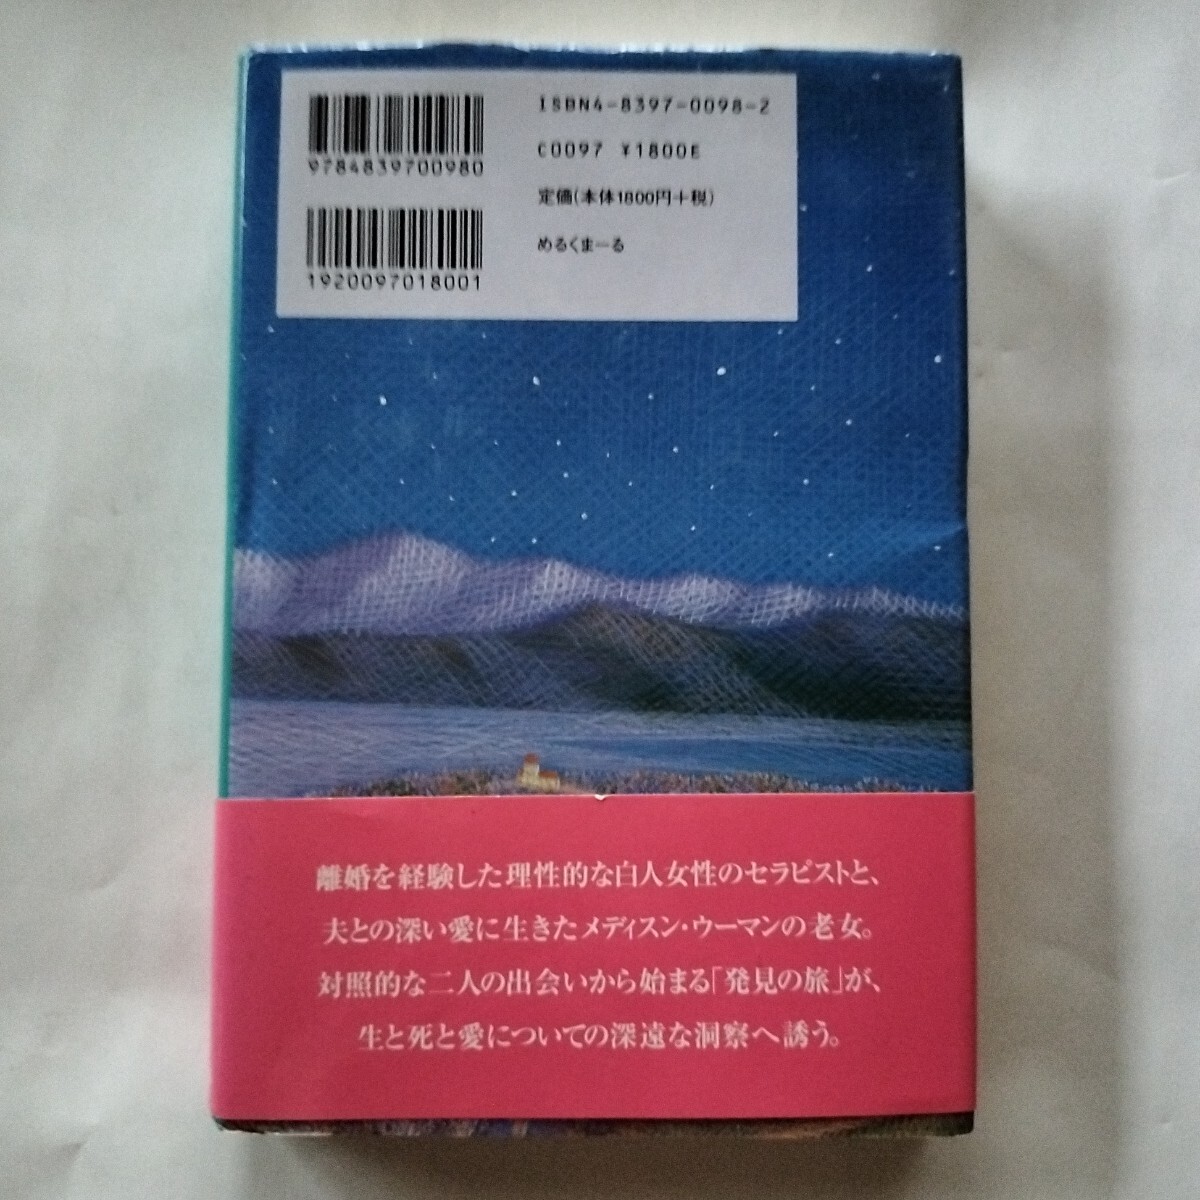 ISBN4-8397-0098-2
9784839700980
C0097 ¥1800E
定価(本体1800円+税)
めるくまーる
1920097018001
離婚を経験した理性的な白人女性のセラピストと、
夫との深い愛に生きたメディスン・ウーマンの老女。
対照的な二人の出会いから始まる「発見の旅」が、
生と死と愛についての深遠な洞察へ誘う。